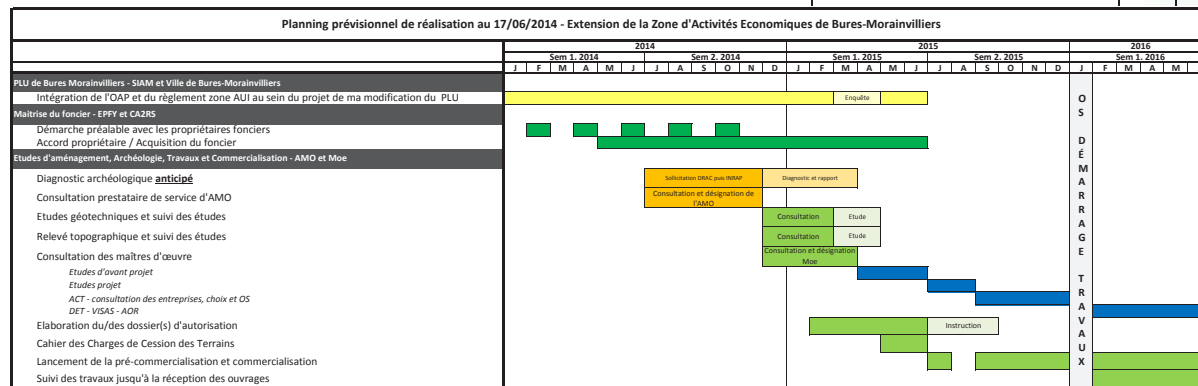 Planning prévisionnel de réalisation au 17/06/2014 - Extension de la Zone d'Activités Economiques de Bures-Morainvilliers
2014 2015 2016
Sem 1. 2014 Sem 2. 2014 Sem 1. 2015 Sem 2. 2015 Sem 1. 2016
J F M A M J J A S O N D J F M A M J J A S O N D J F M A M
PLU de Bures Morainvilliers - SIAM et Ville de Bures-Morainvilliers
Intégration de l'OAP et du règlement zone AUI au sein du projet de ma modification du PLU Enquête
Maitrise du foncier - EPFY et CA2RS
Démarche préalable avec les propriétaires fonciers
Accord propriétaire / Acquisition du foncier
Etudes d'aménagement, Archéologie, Travaux et Commercialisation - AMO et Moe
Diagnostic archéologique anticipé Sollicitation DRAC puis INRAP Diagnostic et rapport
Consultation prestataire de service d'AMO Consultation et désignation de l'AMO
Etudes géotechniques et suivi des études Consultation Etude
Relevé topographique et suivi des études Consultation Etude
Consultation des maîtres d'œuvre Consultation et désignation Moe
Etudes d'avant projet
Etudes projet
ACT - consultation des entreprises, choix et OS
DET - VISAS - AOR
Elaboration du/des dossier(s) d'autorisation Instruction
Cahier des Charges de Cession des Terrains
Lancement de la pré-commercialisation et commercialisation
Suivi des travaux jusqu'à la réception des ouvrages
OS DÉMARRAGE TRAVAUX